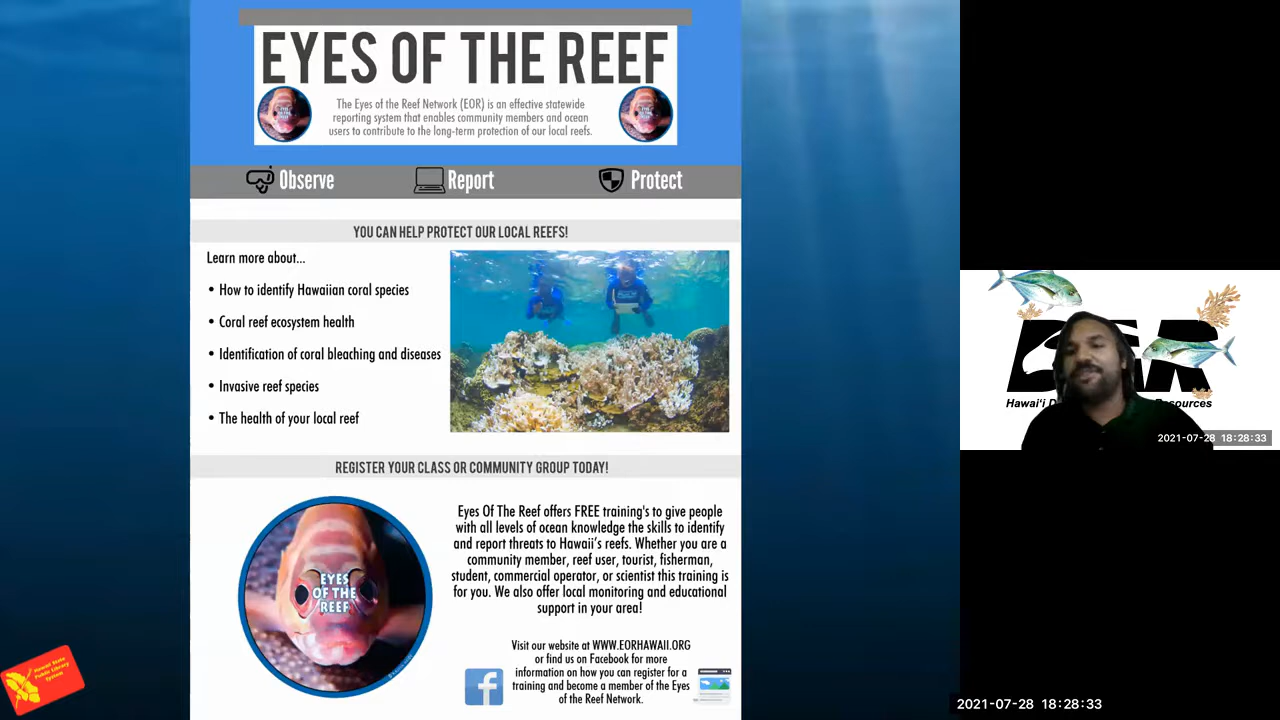 EYES OF THE REEF
The Eyes of the Reef Network (EOR) is an effective statewide
reporting system that enables community members and ocean
users to contribute to the long-term protection of our local reefs.
Observe
Report
Protect
YOU CAN HELP PROTECT OUR LOCAL REEFS!
Learn more about...
• How to identify Hawaiian coral species
• Coral reef ecosystem health
• Identification of coral bleaching and diseases
• Invasive reef species
• The health of your local reef
REGISTER YOUR CLASS OR COMMUNITY GROUP TODAY!
EYES
OF THE
REEF
Eyes Of The Reef offers FREE training's to give people
with all levels of ocean knowledge the skills to identify
and report threats to Hawaii's reefs. Whether you are a
community member, reef user, tourist, fisherman,
student, commercial operator, or scientist this training is
for you. We also offer local monitoring and educational
support in your area!
Visit our website at WWW.EORHAWAII.ORG
or find us on Facebook for more
information on how you can register for a
training and become a member of the Eyes
of the Reef Network.
f
Hawaii State
Public Library
System
DAR
Hawaiʻi D
Resources
2021-07-28 18:28:33
2021-07-28 18:28:33